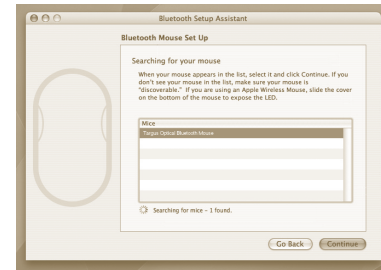 Bluetooth Setup Assistant
Bluetooth Mouse Set Up
Searching for your mouse
When your mouse appears in the list, select it and click Continue. If you
don't see your mouse in the list, make sure your mouse is
"discoverable." If you are using an Apple Wireless Mouse, slide the cover
on the bottom of the mouse to expose the LED.
Mice
Targus Optical Bluetooth Mouse
Searching for mice - 1 found.
Go Back
Continue